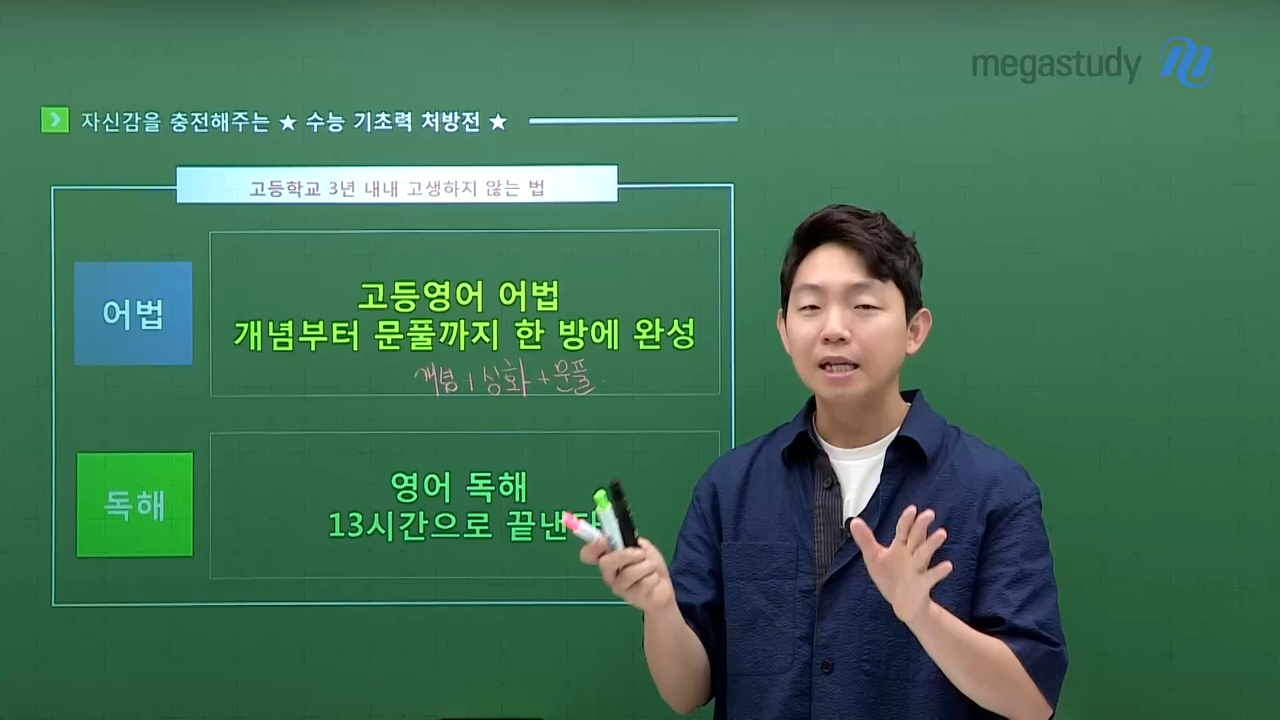 megastudy
자신감을 충전해주는 ★ 수능 기초력 처방전 ★
고등학교 3년 내내 고생하지 않는 법
어법
고등영어 어법
개념부터 문풀까지 한 방에 완성
개념 + 심화 + 문풀
독해
영어 독해
13시간으로 끝낸다